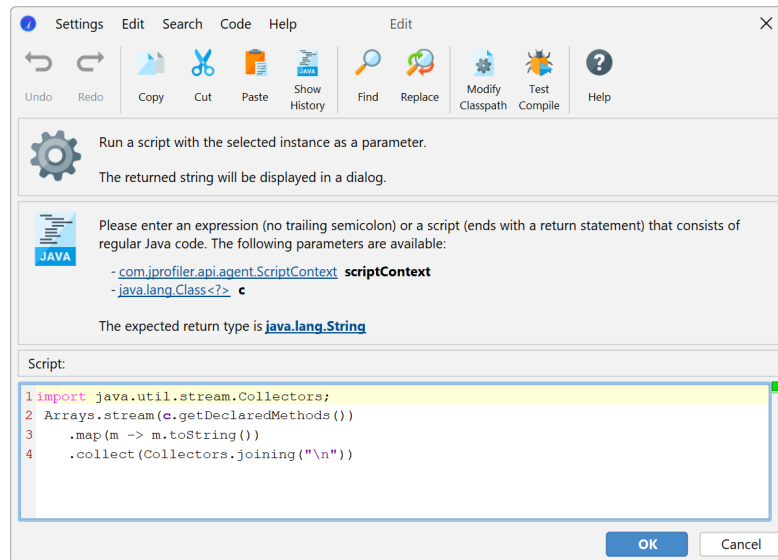 Settings Edit Search Code Help Edit
Undo Redo Copy Cut Paste Show History Find Replace Modify Classpath Test Compile Help
JAVA
Run a script with the selected instance as a parameter.
The returned string will be displayed in a dialog.
JAVA
Please enter an expression (no trailing semicolon) or a script (ends with a return statement) that consists of
regular Java code. The following parameters are available:
- com.jprofiler.api.agent.ScriptContext scriptContext
- java.lang.Class<?> c
The expected return type is java.lang.String
Script:
1 import java.util.stream.Collectors;
2 Arrays.stream(c.getDeclaredMethods())
3 .map(m -> m.toString())
4 .collect(Collectors.joining("\n"))
OK Cancel